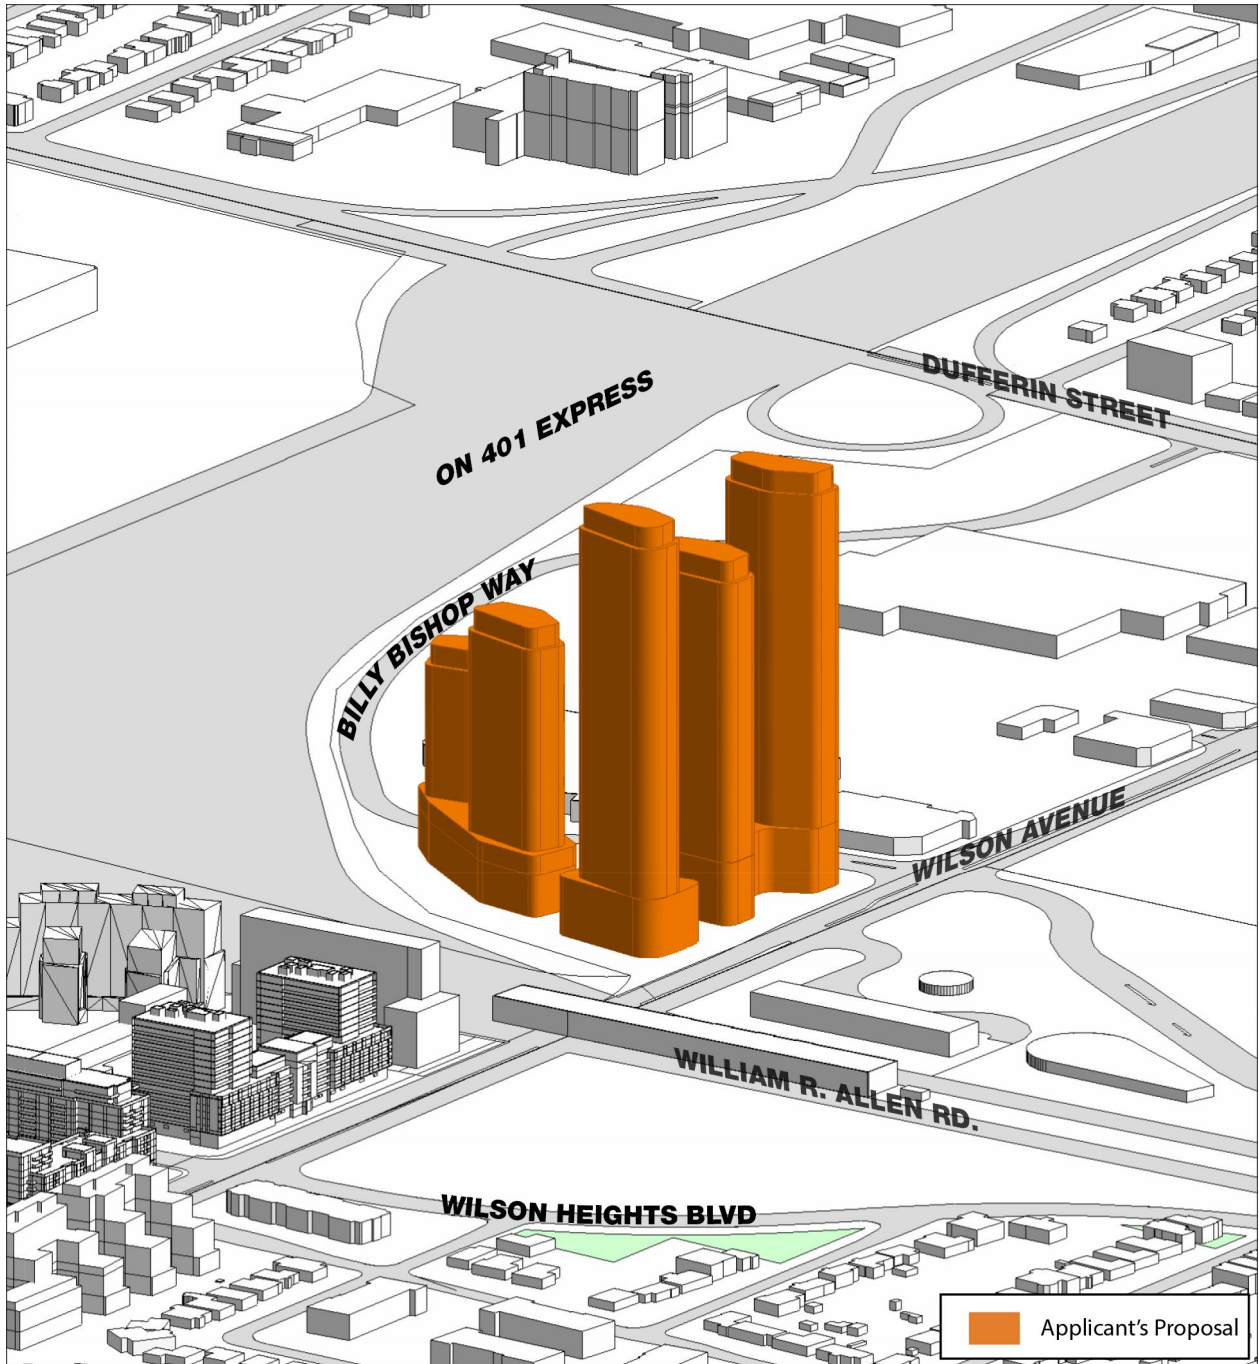 DUFFERIN STREET
ON 401 EXPRESS
BILLY BISHOP WAY
WILSON AVENUE
WILLIAM R. ALLEN RD.
WILSON HEIGHTS BLVD
Applicant's Proposal